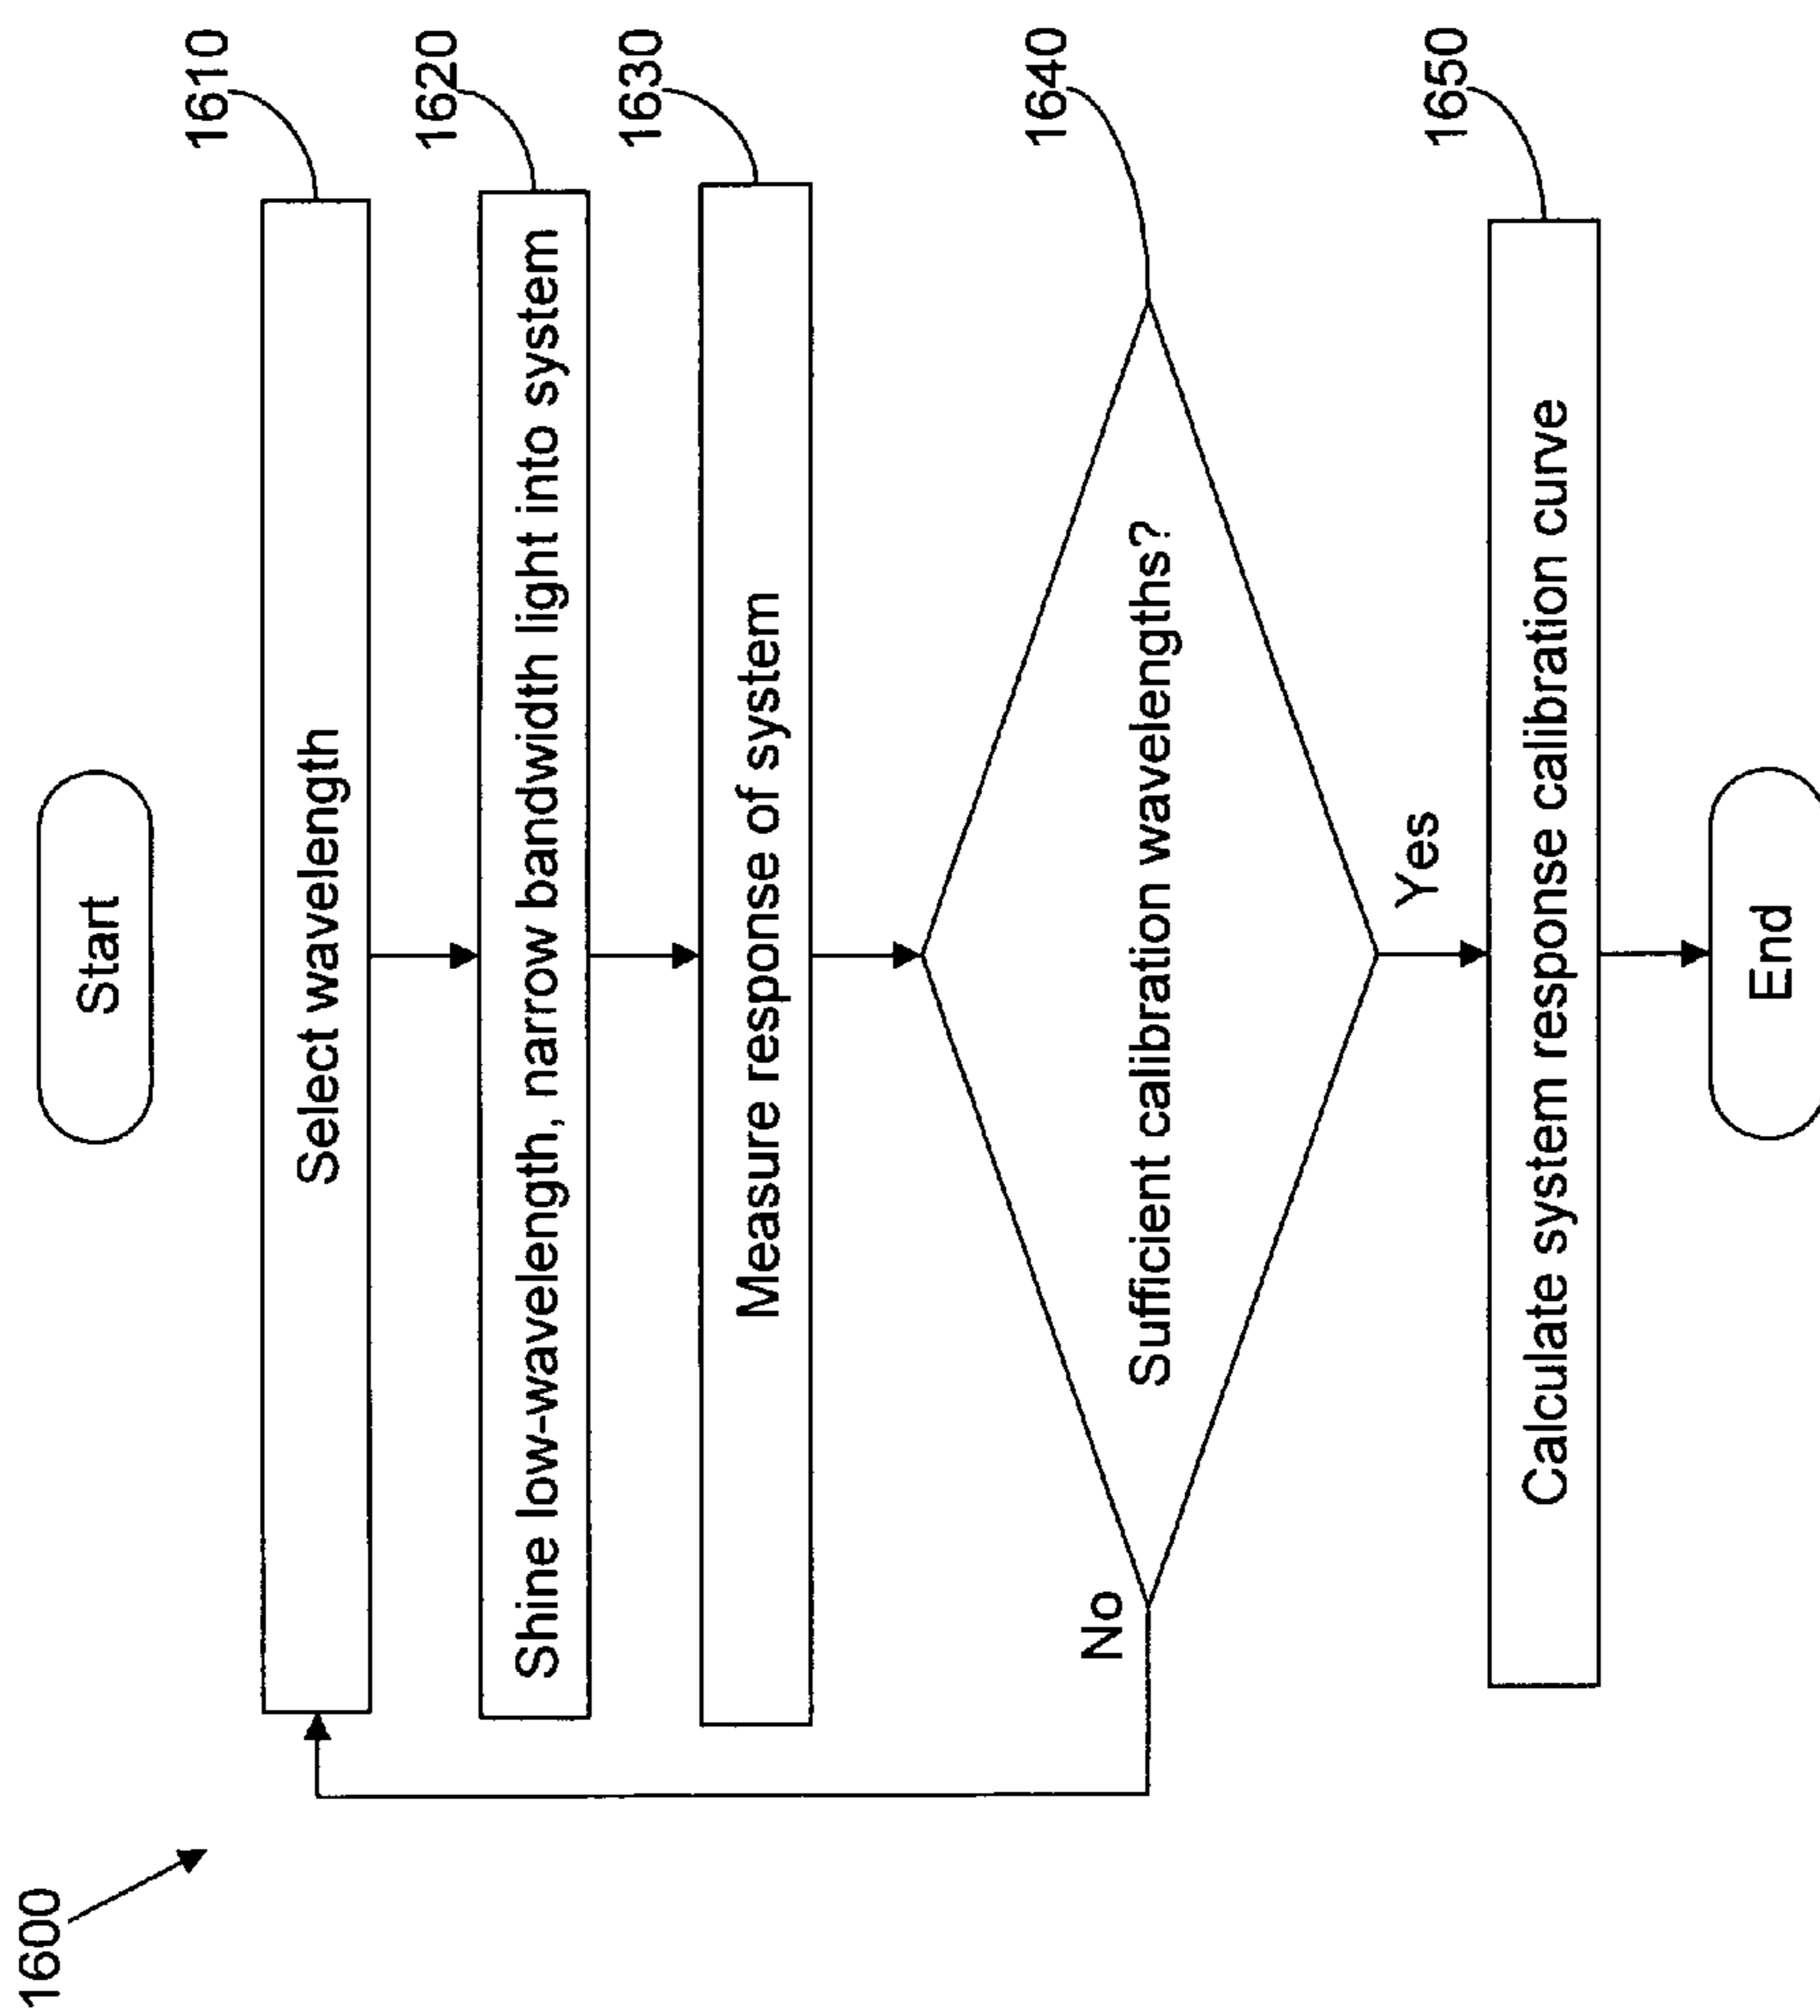 1600
Start
1610
Select wavelength
1620
Shine low-wavelength, narrow bandwidth light into system
1630
Measure response of system
1640
Sufficient calibration wavelengths?
No
Yes
1650
Calculate system response calibration curve
End